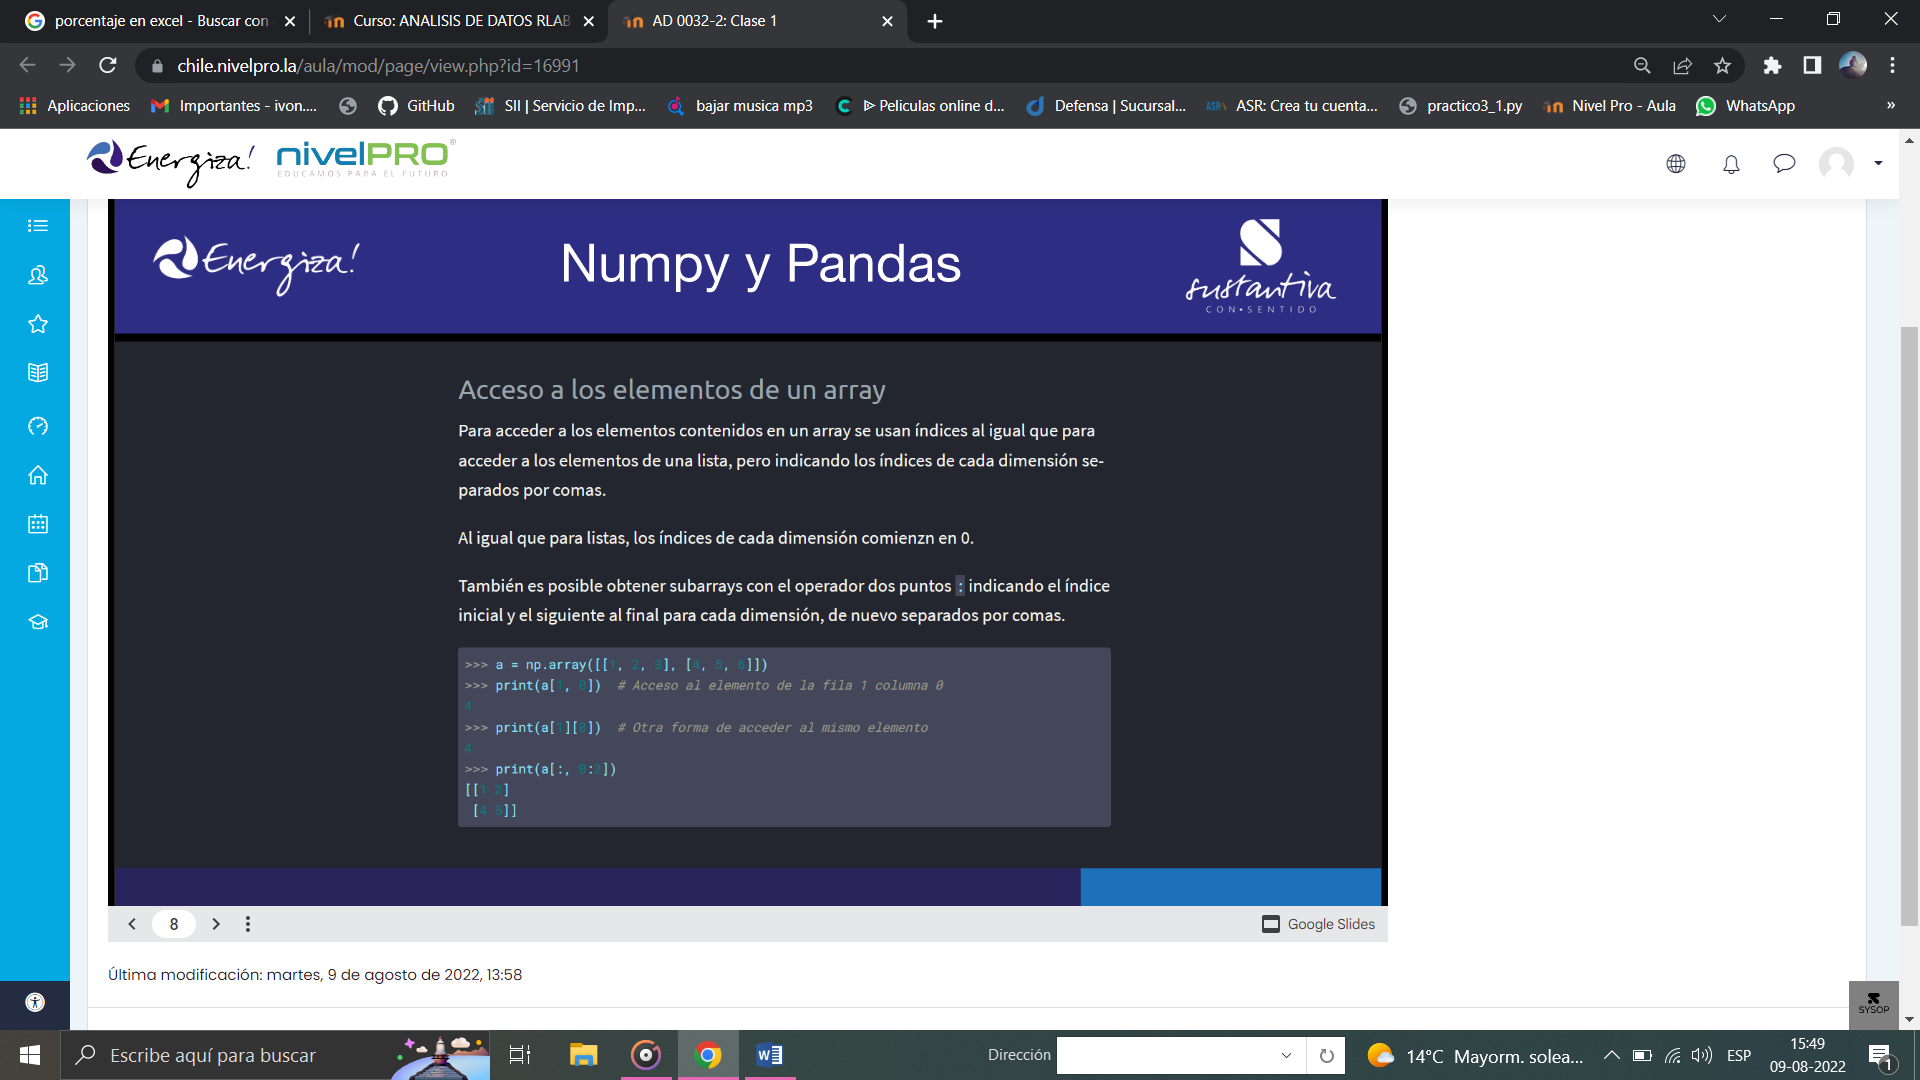 porcentaje en excel - Buscar con
Curso: ANALISIS DE DATOS RLAB
AD 0032-2: Clase 1
chile.nivelpro.la/aula/mod/page/view.php?id=16991
Aplicaciones
Importantes - ivon....
GitHub
SII | Servicio de Imp...
bajar musica mp3
Peliculas online d...
Defensa | Sucursal...
ASR: Crea tu cuenta...
practico3_1.py
Nivel Pro - Aula
WhatsApp
»
Energiza!
nivelPRO
EDUCAMOS PARA EL FUTURO
Energiza!
Numpy y Pandas
sustantiva
CON•SENTIDO
Acceso a los elementos de un array
Para acceder a los elementos contenidos en un array se usan índices al igual que para
acceder a los elementos de una lista, pero indicando los índices de cada dimensión se-
parados por comas.
Al igual que para listas, los índices de cada dimensión comienzn en 0.
También es posible obtener subarrays con el operador dos puntos : indicando el índice
inicial y el siguiente al final para cada dimensión, de nuevo separados por comas.
>>> a = np.array([[1, 2, 3], [4, 5, 6]])
>>> print(a[1, 0])  # Acceso al elemento de la fila 1 columna 0
4
>>> print(a[1][0])  # Otra forma de acceder al mismo elemento
4
>>> print(a[:, 0:2])
[[1 2]
 [4 5]]
8
Google Slides
Última modificación: martes, 9 de agosto de 2022, 13:58
SYSOP
Escribe aquí para buscar
Dirección
14°C Mayorm. solea...
ESP
15:49
09-08-2022
1